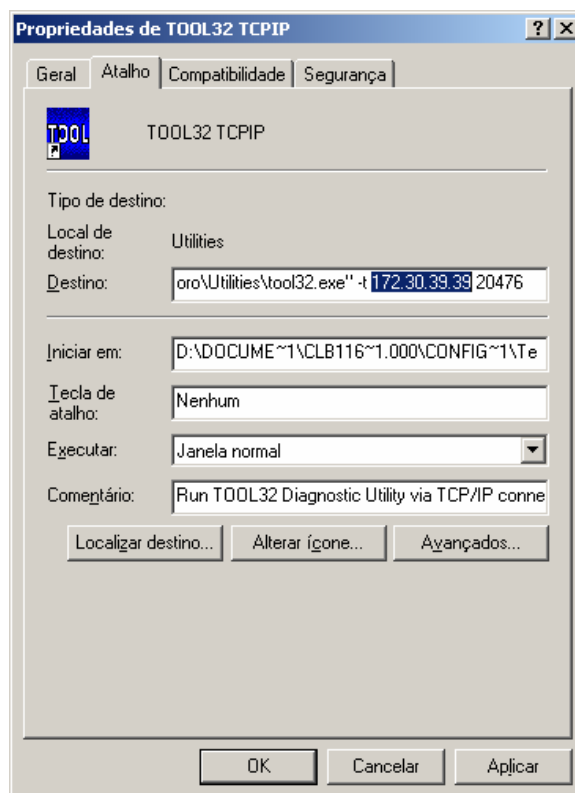 Propriedades de TOOL32 TCPIP
Geral Atalho Compatibilidade Segurança
TOOL
TOOL32 TCPIP
Tipo de destino:
Local de destino: Utilities
Destino: oro\Utilities\tool32.exe" -t 172.30.39.39 20476
Iniciar em: D:\DOCUME~1\CLB116~1.000\CONFIG~1\Te
Tecla de atalho: Nenhum
Executar: Janela normal
Comentário: Run TOOL32 Diagnostic Utility via TCP/IP conne
Localizar destino... Alterar ícone... Avançados...
OK Cancelar Aplicar